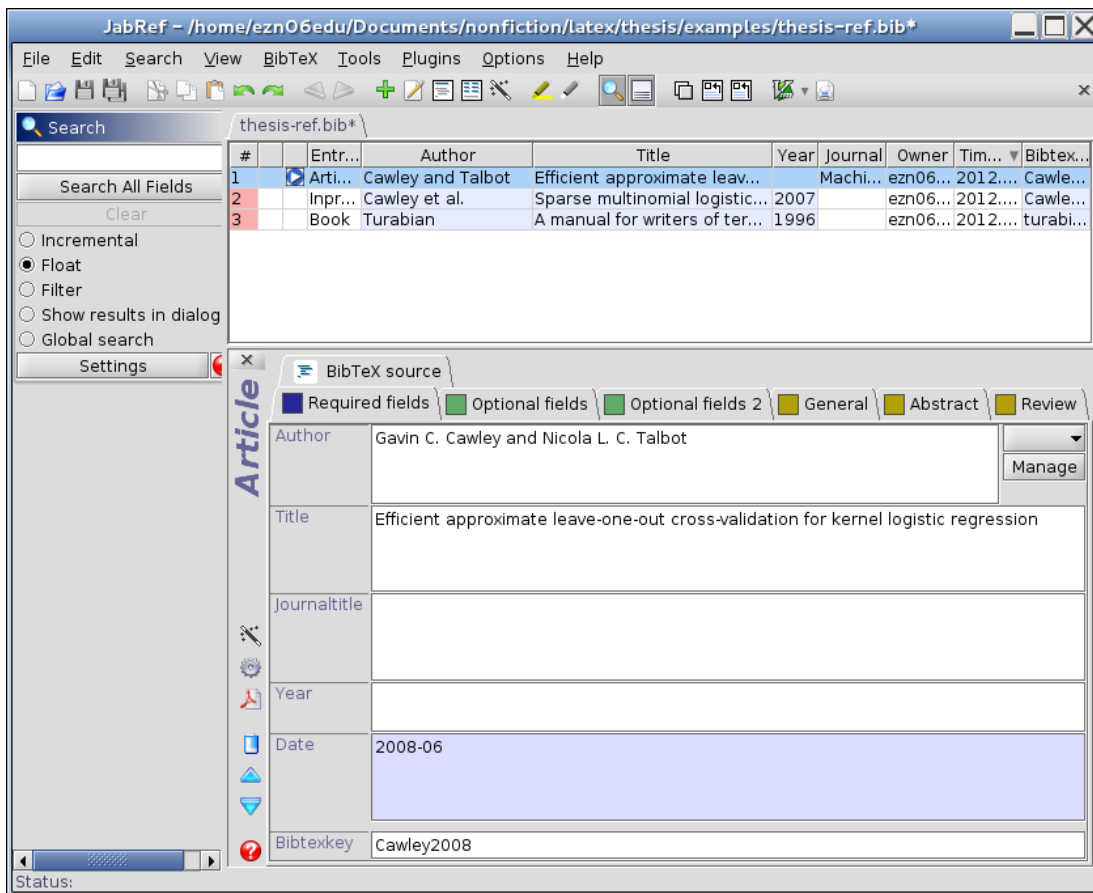 JabRef – /home/ezn06edu/Documents/nonfiction/latex/thesis/examples/thesis-ref.bib*
File Edit Search View BibTeX Tools Plugins Options Help
Search
thesis-ref.bib*
# Entr... Author Title Year Journal Owner Tim... Bibtex...
1 Arti... Cawley and Talbot Efficient approximate leav... Machi... ezn06... 2012.... Cawle...
2 Inpr... Cawley et al. Sparse multinomial logistic... 2007 ezn06... 2012.... Cawle...
3 Book Turabian A manual for writers of ter... 1996 ezn06... 2012.... turabi...
Search All Fields
Clear
Incremental
Float
Filter
Show results in dialog
Global search
Settings
Article
BibTeX source
Required fields Optional fields Optional fields 2 General Abstract Review
Author Gavin C. Cawley and Nicola L. C. Talbot
Manage
Title Efficient approximate leave-one-out cross-validation for kernel logistic regression
Journaltitle
Year
Date 2008-06
Bibtexkey Cawley2008
Status: